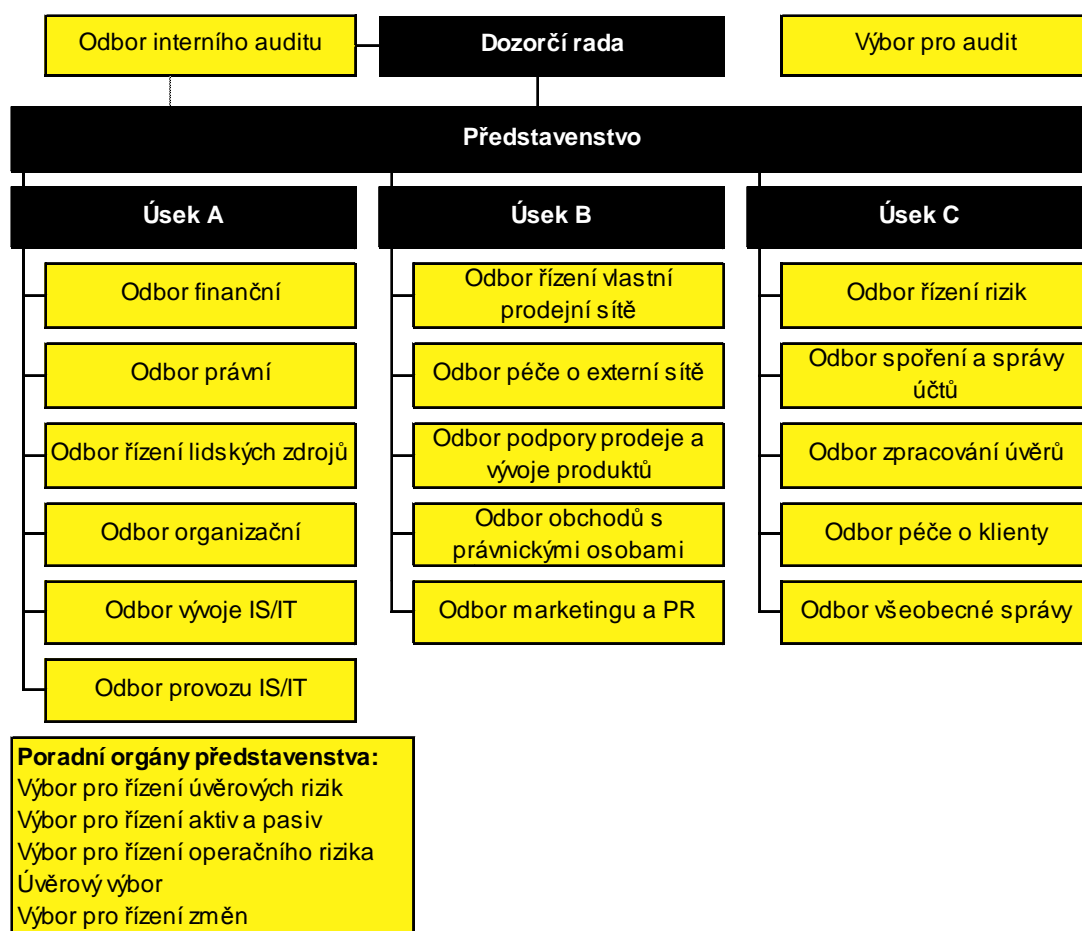 Odbor interního auditu
Dozorčí rada
Výbor pro audit
Představenstvo
Úsek A
Úsek B
Úsek C
Odbor finanční
Odbor řízení vlastní
prodejní sítě
Odbor řízení rizik
Odbor právní
Odbor péče o externí sítě
Odbor spoření a správy
účtů
Odbor řízení lidských zdrojů
Odbor podpory prodeje a
vývoje produktů
Odbor zpracování úvěrů
Odbor organizační
Odbor obchodů s
právnickými osobami
Odbor péče o klienty
Odbor vývoje IS/IT
Odbor marketingu a PR
Odbor všeobecné správy
Odbor provozu IS/IT
Poradní orgány představenstva:
Výbor pro řízení úvěrových rizik
Výbor pro řízení aktiv a pasiv
Výbor pro řízení operačního rizika
Úvěrový výbor
Výbor pro řízení změn